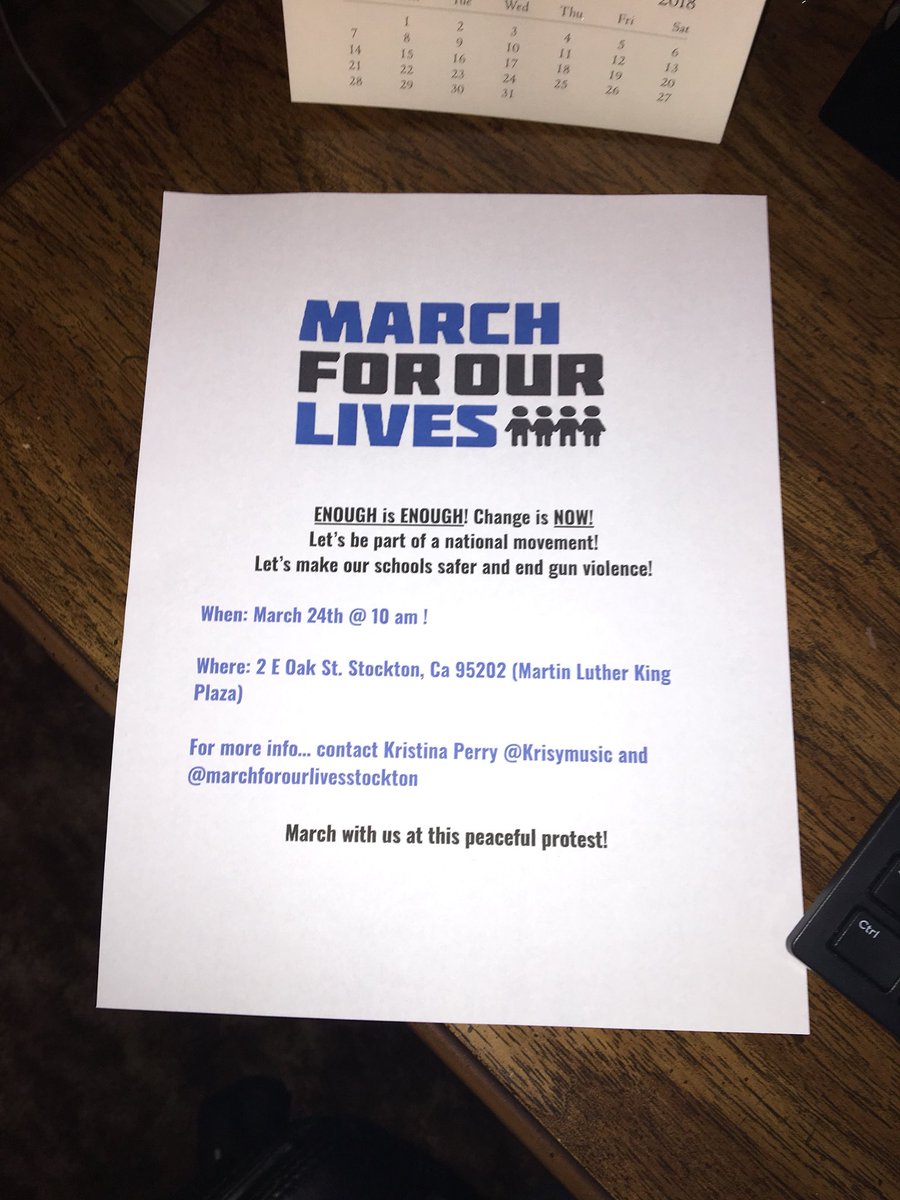 2018
Tue Wed Thu Fri Sat
1 2 3 4 5 6
7 8 9 10 11 12 13
14 15 16 17 18 19 20
21 22 23 24 25 26 27
28 29 30 31
MARCH
FOR OUR
LIVES
ENOUGH is ENOUGH! Change is NOW!
Let's be part of a national movement!
Let's make our schools safer and end gun violence!
When: March 24th @ 10 am !
Where: 2 E Oak St. Stockton, Ca 95202 (Martin Luther King
Plaza)
For more info... contact Kristina Perry @Krisymusic and
@marchforourlivesstockton
March with us at this peaceful protest!
Ctrl